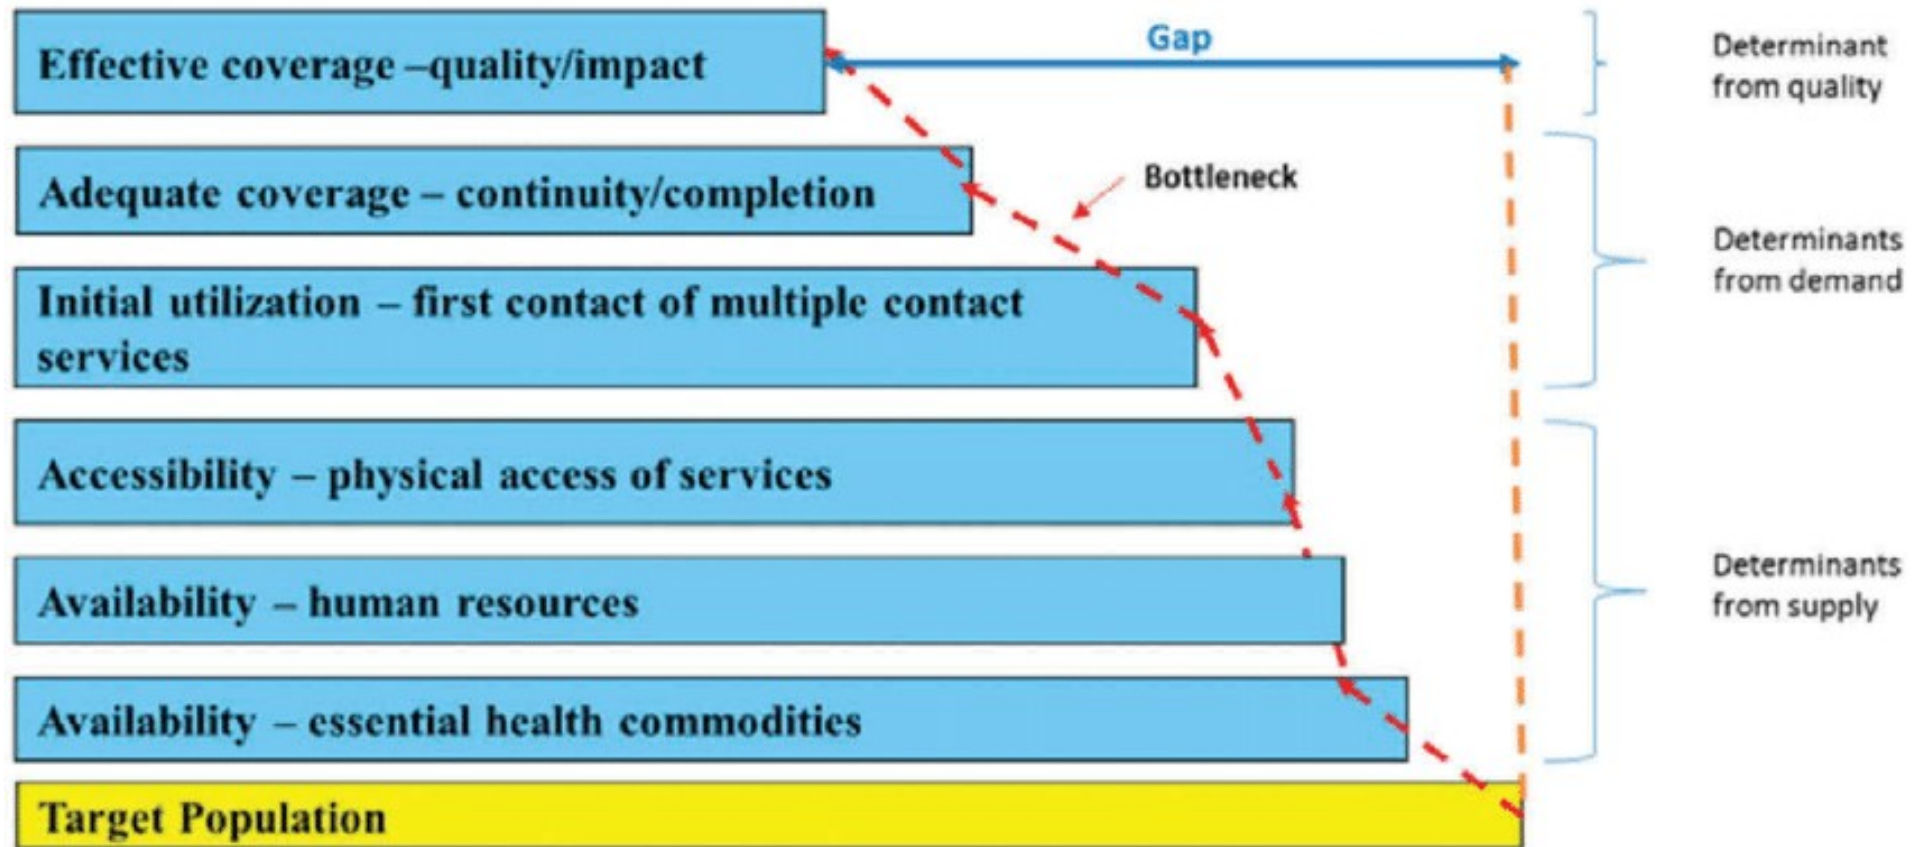 Effective coverage –quality/impact
Gap
Determinant
from quality
Adequate coverage – continuity/completion
Bottleneck
Initial utilization – first contact of multiple contact
services
Determinants
from demand
Accessibility – physical access of services
Availability – human resources
Determinants
from supply
Availability – essential health commodities
Target Population